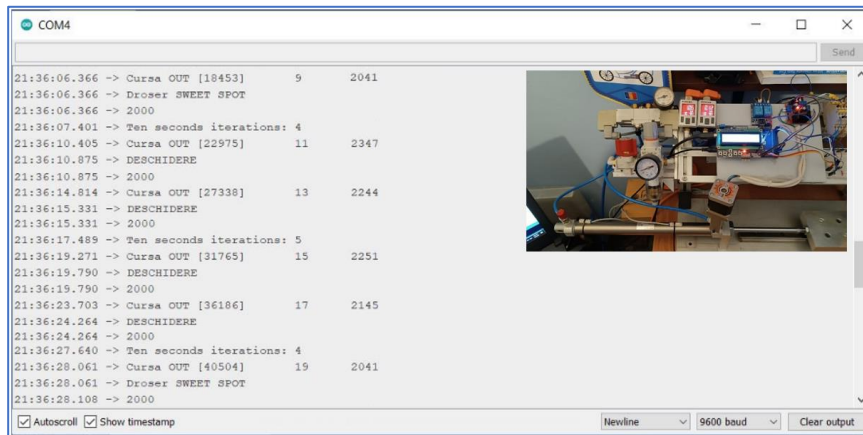 COM4
Send
21:36:06.366 -> Cursa OUT [18453] 9 2041
21:36:06.366 -> Droser SWEET SPOT
21:36:06.366 -> 2000
21:36:07.401 -> Ten seconds iterations: 4
21:36:10.405 -> Cursa OUT [22975] 11 2347
21:36:10.875 -> DESCHIDERE
21:36:10.875 -> 2000
21:36:14.814 -> Cursa OUT [27338] 13 2244
21:36:15.331 -> DESCHIDERE
21:36:15.331 -> 2000
21:36:17.489 -> Ten seconds iterations: 5
21:36:19.271 -> Cursa OUT [31765] 15 2251
21:36:19.790 -> DESCHIDERE
21:36:19.790 -> 2000
21:36:23.703 -> Cursa OUT [36186] 17 2145
21:36:24.264 -> DESCHIDERE
21:36:24.264 -> 2000
21:36:27.640 -> Ten seconds iterations: 4
21:36:28.061 -> Cursa OUT [40504] 19 2041
21:36:28.061 -> Droser SWEET SPOT
21:36:28.108 -> 2000
Autoscroll Show timestamp Newline 9600 baud Clear output